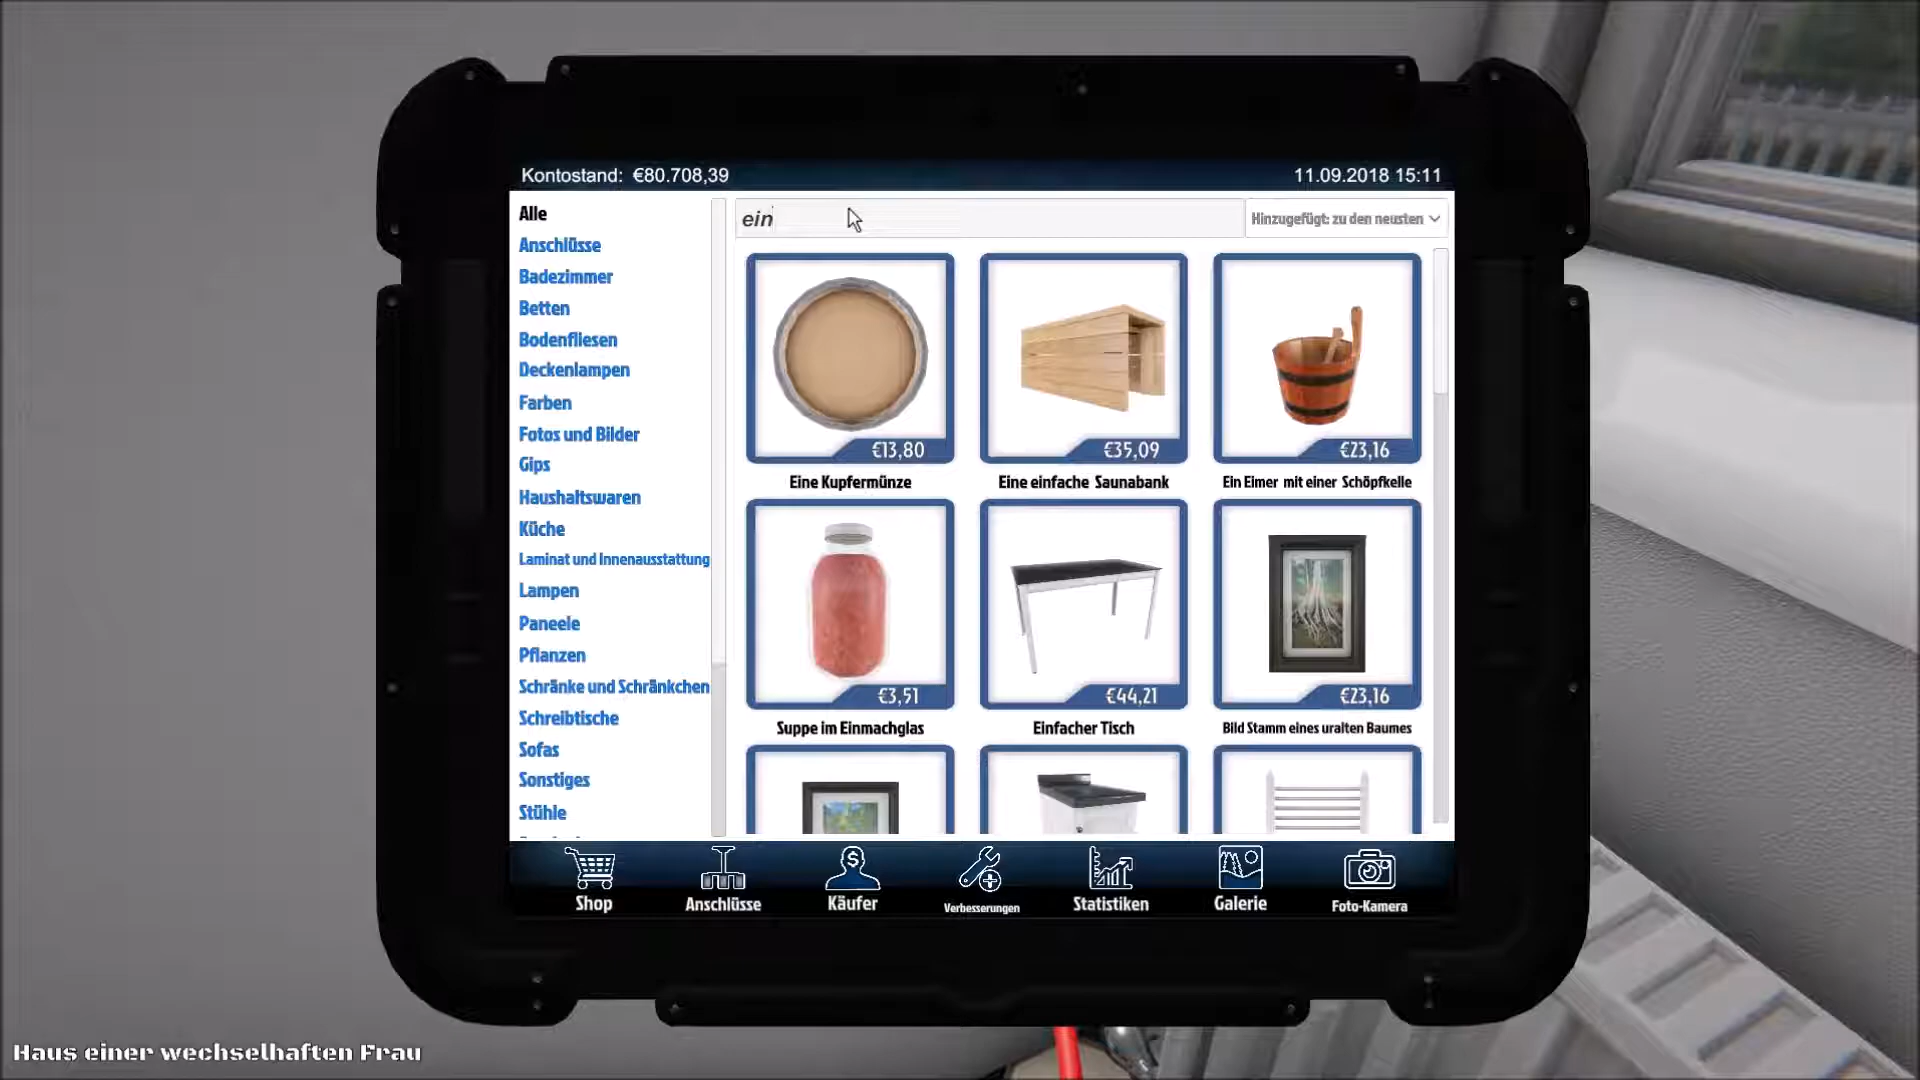 Kontostand: €80.708,39
11.09.2018 15:11
Alle
Anschlüsse
Badezimmer
Betten
Bodenfliesen
Deckenlampen
Farben
Fotos und Bilder
Gips
Haushaltswaren
Küche
Laminat und Innenausstattung
Lampen
Paneele
Pflanzen
Schränke und Schränkchen
Schreibtische
Sofas
Sonstiges
Stühle
ein
Hinzugefügt: zu den neusten
€13,80
€35,09
€23,16
Eine Kupfermünze
Eine einfache Saunabank
Ein Eimer mit einer Schöpfkelle
€3,51
€44,21
€23,16
Suppe im Einmachglas
Einfacher Tisch
Bild Stamm eines uralten Baumes
Shop
Anschlüsse
Käufer
Verbesserungen
Statistiken
Galerie
Foto-Kamera
Haus einer wechselhaften Frau